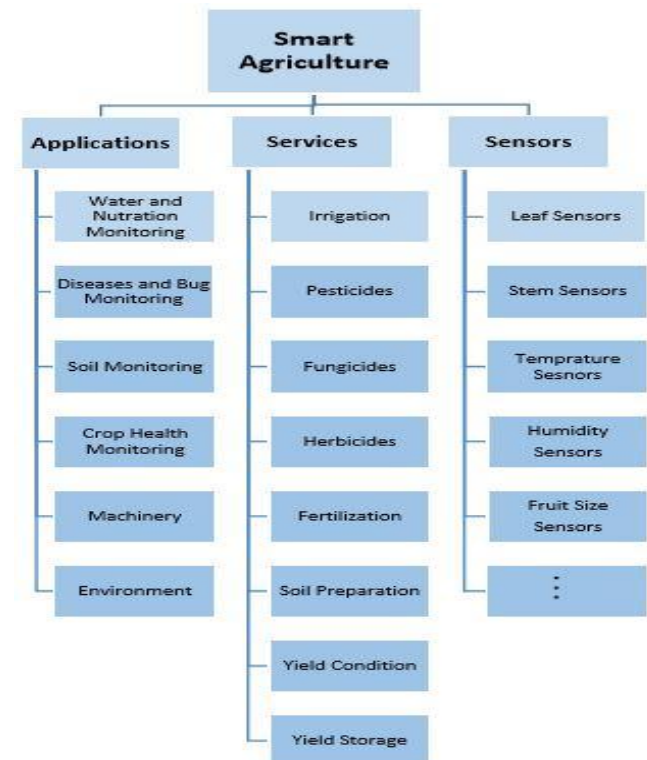 Smart
Agriculture
Applications
Services
Sensors
Water and
Nutration
Monitoring
Diseases and Bug
Monitoring
Soil Monitoring
Crop Health
Monitoring
Machinery
Environment
Irrigation
Pesticides
Fungicides
Herbicides
Fertilization
Soil Preparation
Yield Condition
Yield Storage
Leaf Sensors
Stem Sensors
Temprature
Sesnors
Humidity
Sensors
Fruit Size
Sensors
⋮